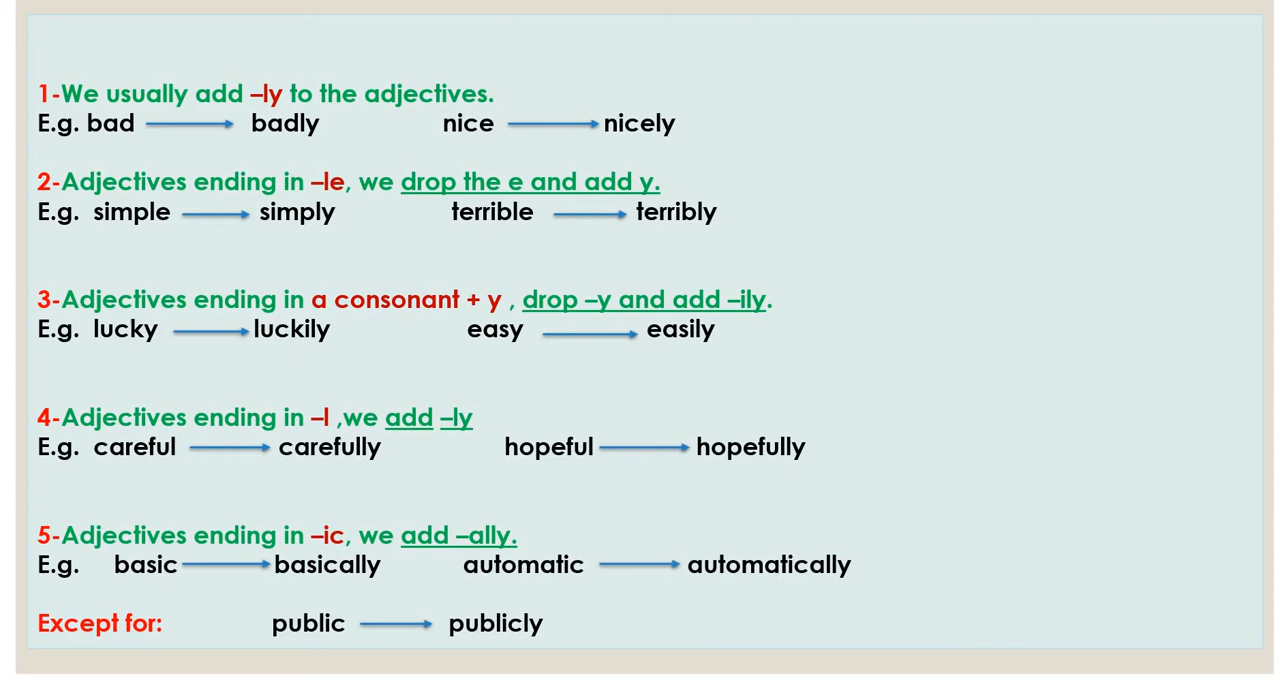 1-We usually add –ly to the adjectives.
E.g. bad badly nice nicely
2-Adjectives ending in –le, we drop the e and add y.
E.g. simple simply terrible terribly
3-Adjectives ending in a consonant + y , drop –y and add –ily.
E.g. lucky luckily easy easily
4-Adjectives ending in –l ,we add –ly
E.g. careful carefully hopeful hopefully
5-Adjectives ending in –ic, we add –ally.
E.g. basic basically automatic automatically
Except for: public publicly